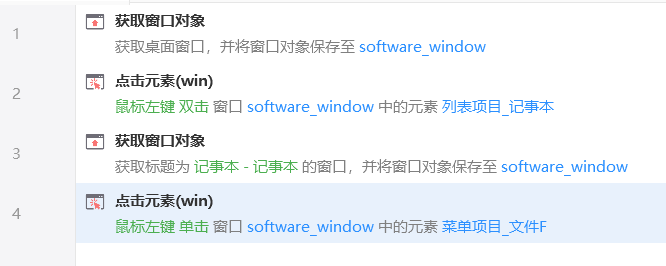 1
获取窗口对象
获取桌面窗口，并将窗口对象保存至 software_window
2
点击元素(win)
鼠标左键 双击 窗口 software_window 中的元素 列表项目_记事本
3
获取窗口对象
获取标题为 记事本 - 记事本 的窗口，并将窗口对象保存至 software_window
4
点击元素(win)
鼠标左键 单击 窗口 software_window 中的元素 菜单项目_文件F